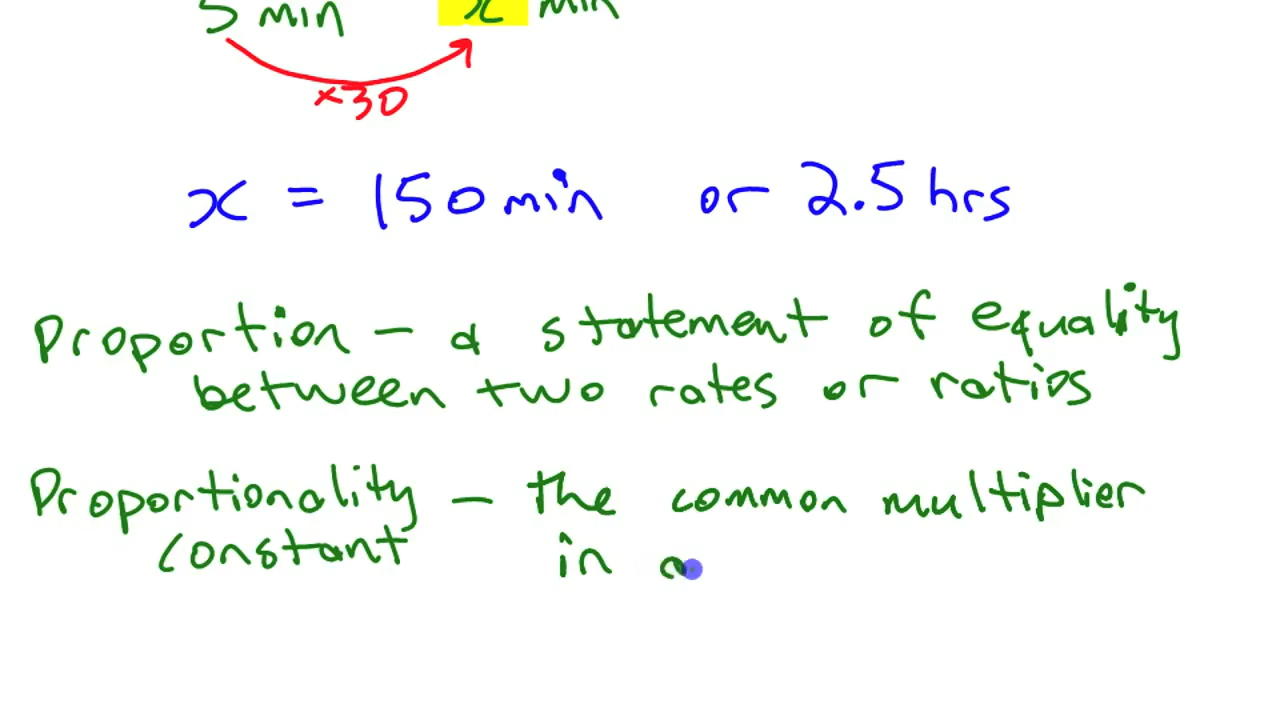 5 min x min
×30
x = 150 min or 2.5 hrs
Proportion – a statement of equality
between two rates or ratios
Proportionality – the common multiplier
constant in a